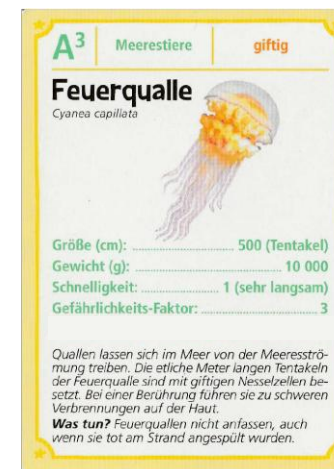 A³ Meerestiere giftig
Feuerqualle
Cyanea capillata
Größe (cm): 500 (Tentakel)
Gewicht (g): 10 000
Schnelligkeit: 1 (sehr langsam)
Gefährlichkeits-Faktor: 3
Quallen lassen sich im Meer von der Meeresströ-
mung treiben. Die etliche Meter langen Tentakeln
der Feuerqualle sind mit giftigen Nesselzellen be-
setzt. Bei einer Berührung führen sie zu schweren
Verbrennungen auf der Haut.
Was tun? Feuerquallen nicht anfassen, auch
wenn sie tot am Strand angespült wurden.